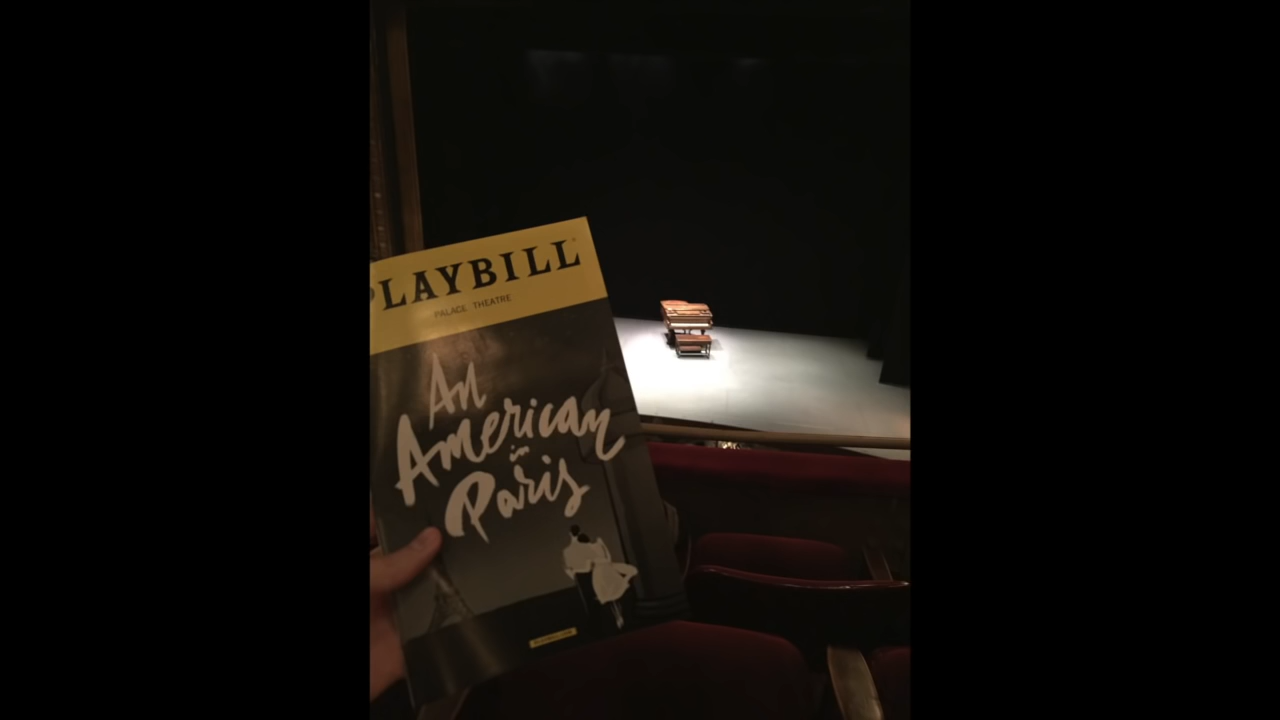 PLAYBILL
PALACE THEATRE
An
American
in
Paris